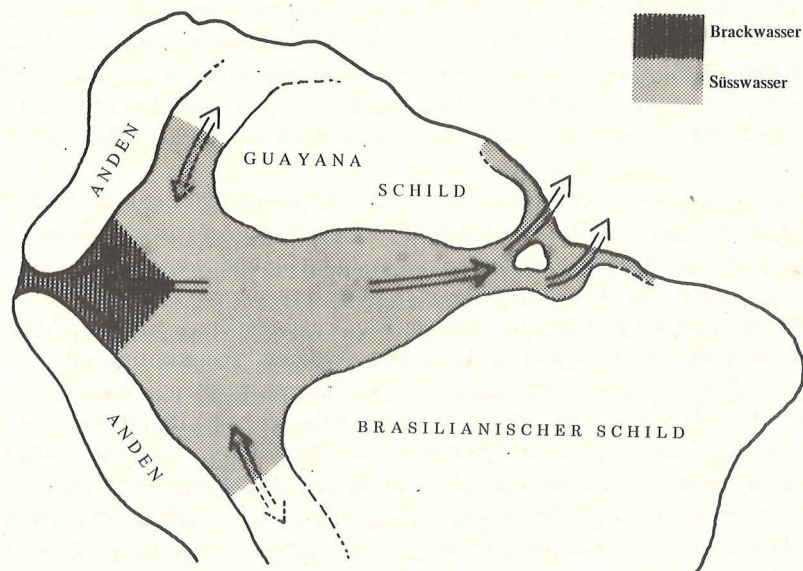 Brackwasser
Süsswasser
ANDEN
GUAYANA
SCHILD
ANDEN
BRASILIANISCHER SCHILD